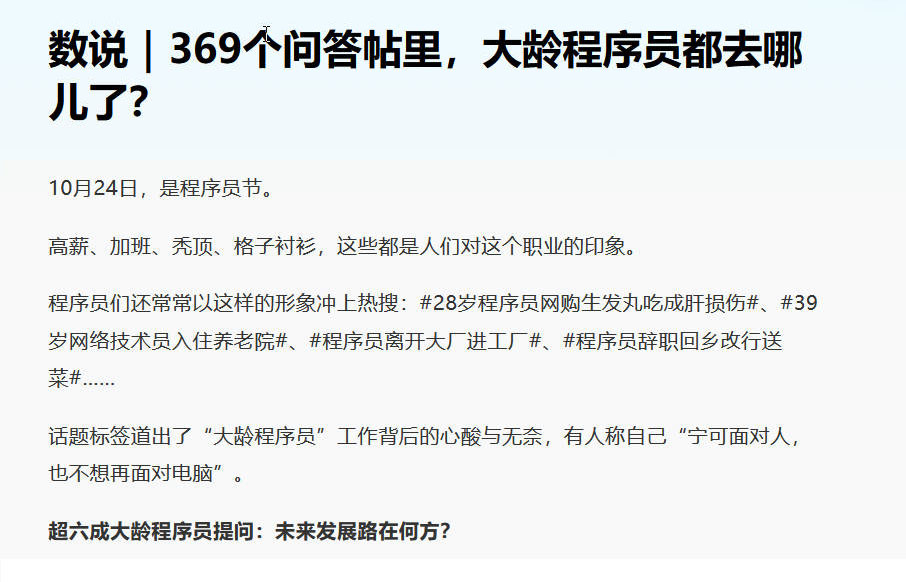 数说｜369个问答帖里，大龄程序员都去哪
儿了？
10月24日，是程序员节。
高薪、加班、秃顶、格子衬衫，这些都是人们对这个职业的印象。
程序员们还常常以这样的形象冲上热搜：#28岁程序员网购生发丸吃成肝损伤#、#39
岁网络技术员入住养老院#、#程序员离开大厂进工厂#、#程序员辞职回乡改行送
菜#……
话题标签道出了“大龄程序员”工作背后的心酸与无奈，有人称自己“宁可面对人，
也不想再面对电脑”。
超六成大龄程序员提问：未来发展路在何方？